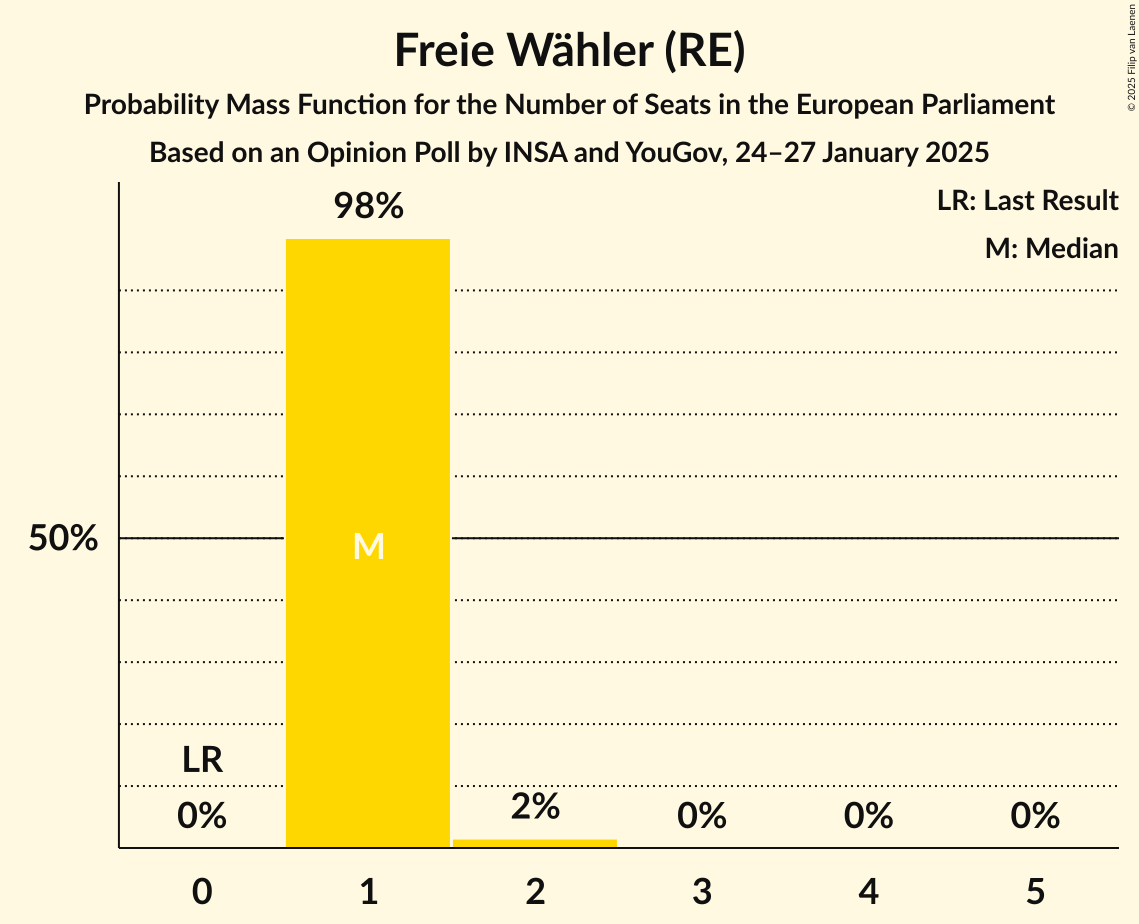 Freie Wähler (RE)
Probability Mass Function for the Number of Seats in the European Parliament
Based on an Opinion Poll by INSA and YouGov, 24–27 January 2025
© 2025 Filip van Laenen
LR: Last Result
M: Median
98%
50%
M
LR
0%
2%
0%
0%
0%
0
1
2
3
4
5